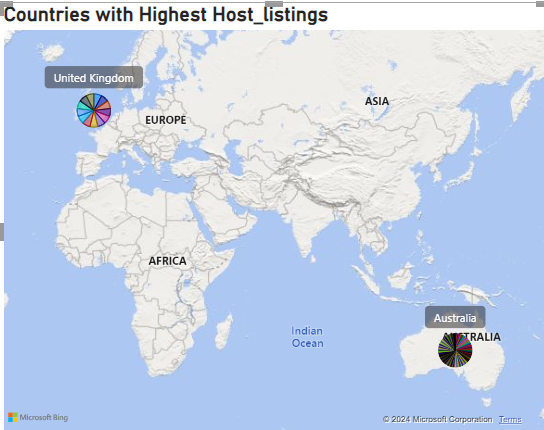 Countries with Highest Host_listings
United Kingdom
ASIA
EUROPE
AFRICA
Australia
Indian
Ocean
AUSTRALIA
Microsoft Bing
© 2024 Microsoft Corporation Terms